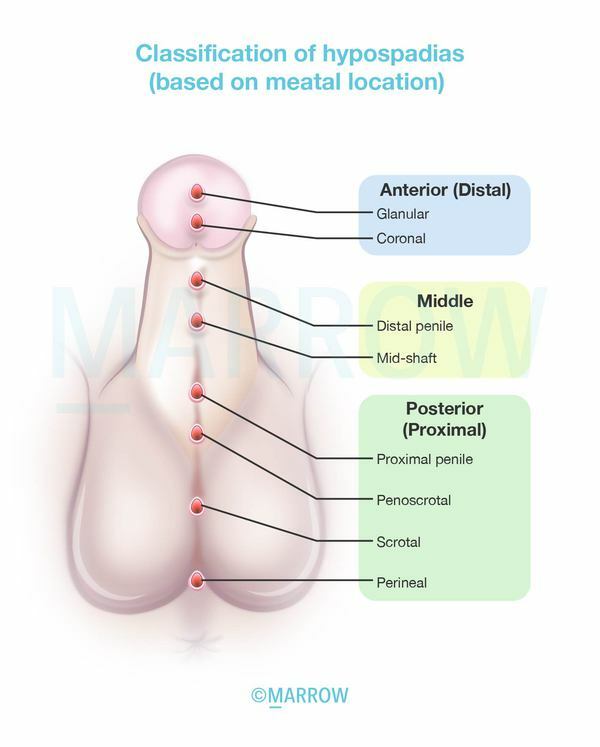 Classification of hypospadias
(based on meatal location)
Anterior (Distal)
Glanular
Coronal
MARROW
Middle
Distal penile
Mid-shaft
Posterior
(Proximal)
Proximal penile
Penoscrotal
Scrotal
Perineal
©MARROW